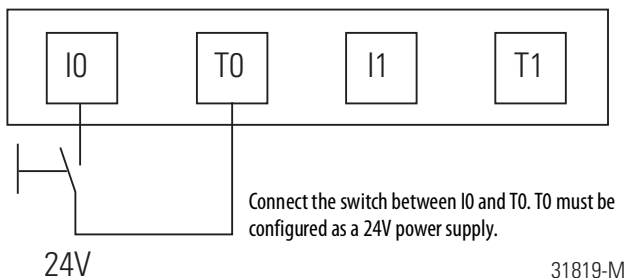 I0 T0 I1 T1
Connect the switch between I0 and T0. T0 must be
configured as a 24V power supply.
24V
31819-M